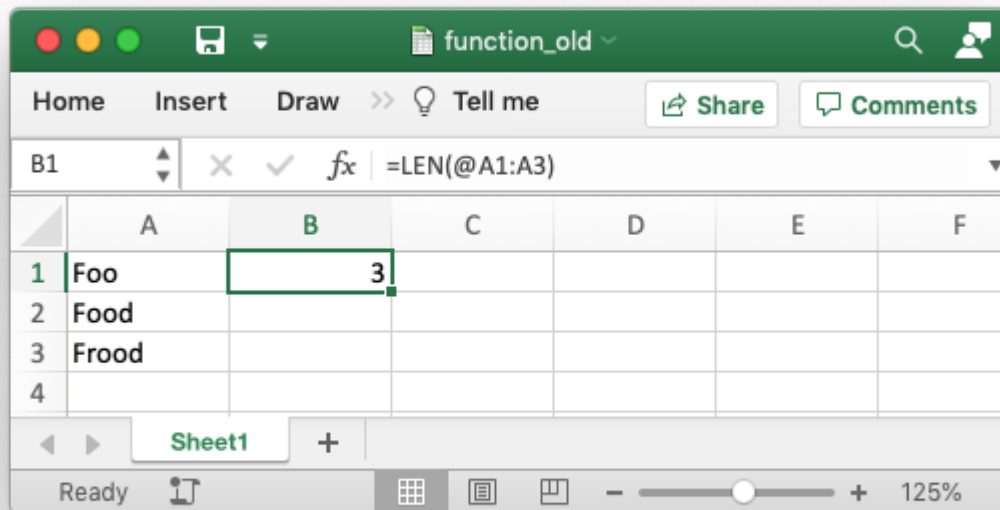 function_old
Home Insert Draw >> Tell me Share Comments
B1 fx =LEN(@A1:A3)
A B C D E F
1 Foo 3
2 Food
3 Frood
4
Sheet1 +
Ready - + 125%